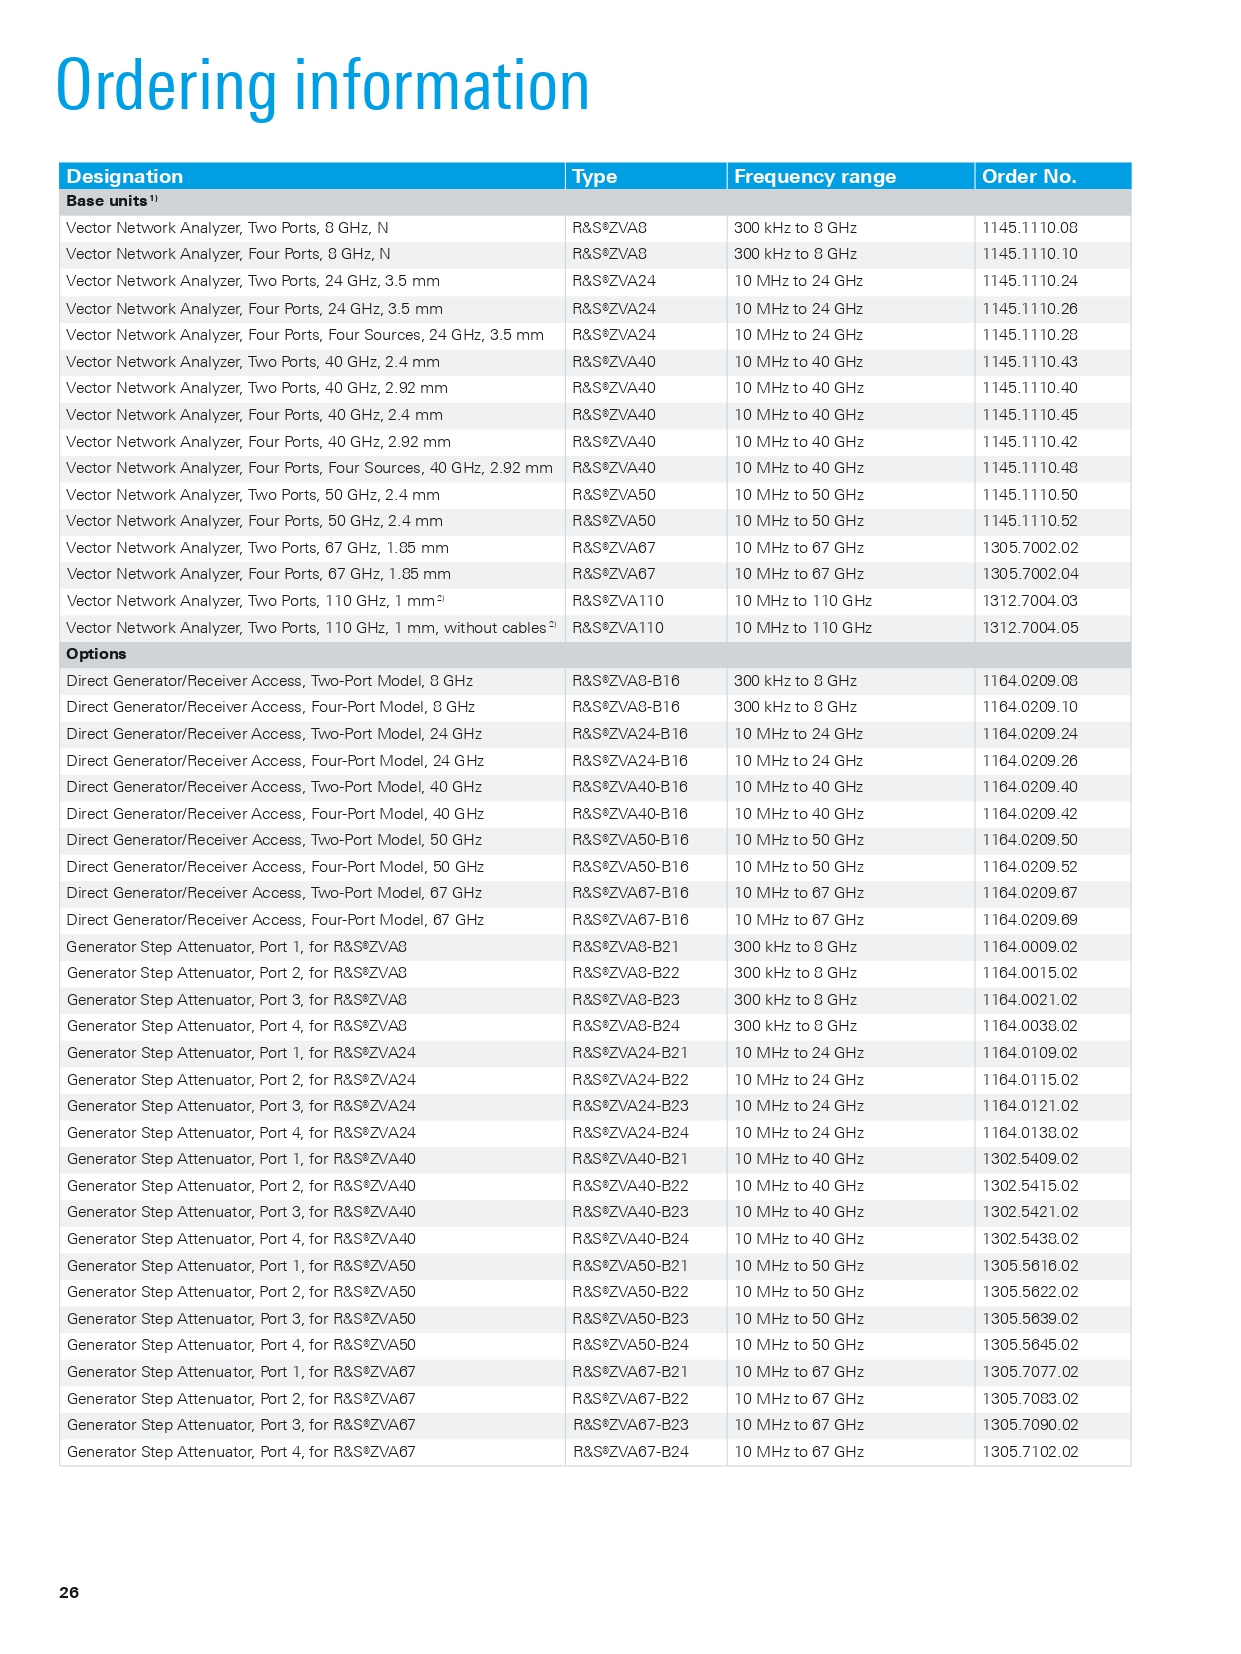 Ordering information
Designation Type Frequency range Order No.
Base units 1)
Vector Network Analyzer, Two Ports, 8 GHz, N R&S®ZVA8 300 kHz to 8 GHz 1145.1110.08
Vector Network Analyzer, Four Ports, 8 GHz, N R&S®ZVA8 300 kHz to 8 GHz 1145.1110.10
Vector Network Analyzer, Two Ports, 24 GHz, 3.5 mm R&S®ZVA24 10 MHz to 24 GHz 1145.1110.24
Vector Network Analyzer, Four Ports, 24 GHz, 3.5 mm R&S®ZVA24 10 MHz to 24 GHz 1145.1110.26
Vector Network Analyzer, Four Ports, Four Sources, 24 GHz, 3.5 mm R&S®ZVA24 10 MHz to 24 GHz 1145.1110.28
Vector Network Analyzer, Two Ports, 40 GHz, 2.4 mm R&S®ZVA40 10 MHz to 40 GHz 1145.1110.43
Vector Network Analyzer, Two Ports, 40 GHz, 2.92 mm R&S®ZVA40 10 MHz to 40 GHz 1145.1110.40
Vector Network Analyzer, Four Ports, 40 GHz, 2.4 mm R&S®ZVA40 10 MHz to 40 GHz 1145.1110.45
Vector Network Analyzer, Four Ports, 40 GHz, 2.92 mm R&S®ZVA40 10 MHz to 40 GHz 1145.1110.42
Vector Network Analyzer, Four Ports, Four Sources, 40 GHz, 2.92 mm R&S®ZVA40 10 MHz to 40 GHz 1145.1110.48
Vector Network Analyzer, Two Ports, 50 GHz, 2.4 mm R&S®ZVA50 10 MHz to 50 GHz 1145.1110.50
Vector Network Analyzer, Four Ports, 50 GHz, 2.4 mm R&S®ZVA50 10 MHz to 50 GHz 1145.1110.52
Vector Network Analyzer, Two Ports, 67 GHz, 1.85 mm R&S®ZVA67 10 MHz to 67 GHz 1305.7002.02
Vector Network Analyzer, Four Ports, 67 GHz, 1.85 mm R&S®ZVA67 10 MHz to 67 GHz 1305.7002.04
Vector Network Analyzer, Two Ports, 110 GHz, 1 mm 2) R&S®ZVA110 10 MHz to 110 GHz 1312.7004.03
Vector Network Analyzer, Two Ports, 110 GHz, 1 mm, without cables 2) R&S®ZVA110 10 MHz to 110 GHz 1312.7004.05
Options
Direct Generator/Receiver Access, Two-Port Model, 8 GHz R&S®ZVA8-B16 300 kHz to 8 GHz 1164.0209.08
Direct Generator/Receiver Access, Four-Port Model, 8 GHz R&S®ZVA8-B16 300 kHz to 8 GHz 1164.0209.10
Direct Generator/Receiver Access, Two-Port Model, 24 GHz R&S®ZVA24-B16 10 MHz to 24 GHz 1164.0209.24
Direct Generator/Receiver Access, Four-Port Model, 24 GHz R&S®ZVA24-B16 10 MHz to 24 GHz 1164.0209.26
Direct Generator/Receiver Access, Two-Port Model, 40 GHz R&S®ZVA40-B16 10 MHz to 40 GHz 1164.0209.40
Direct Generator/Receiver Access, Four-Port Model, 40 GHz R&S®ZVA40-B16 10 MHz to 40 GHz 1164.0209.42
Direct Generator/Receiver Access, Two-Port Model, 50 GHz R&S®ZVA50-B16 10 MHz to 50 GHz 1164.0209.50
Direct Generator/Receiver Access, Four-Port Model, 50 GHz R&S®ZVA50-B16 10 MHz to 50 GHz 1164.0209.52
Direct Generator/Receiver Access, Two-Port Model, 67 GHz R&S®ZVA67-B16 10 MHz to 67 GHz 1164.0209.67
Direct Generator/Receiver Access, Four-Port Model, 67 GHz R&S®ZVA67-B16 10 MHz to 67 GHz 1164.0209.69
Generator Step Attenuator, Port 1, for R&S®ZVA8 R&S®ZVA8-B21 300 kHz to 8 GHz 1164.0009.02
Generator Step Attenuator, Port 2, for R&S®ZVA8 R&S®ZVA8-B22 300 kHz to 8 GHz 1164.0015.02
Generator Step Attenuator, Port 3, for R&S®ZVA8 R&S®ZVA8-B23 300 kHz to 8 GHz 1164.0021.02
Generator Step Attenuator, Port 4, for R&S®ZVA8 R&S®ZVA8-B24 300 kHz to 8 GHz 1164.0038.02
Generator Step Attenuator, Port 1, for R&S®ZVA24 R&S®ZVA24-B21 10 MHz to 24 GHz 1164.0109.02
Generator Step Attenuator, Port 2, for R&S®ZVA24 R&S®ZVA24-B22 10 MHz to 24 GHz 1164.0115.02
Generator Step Attenuator, Port 3, for R&S®ZVA24 R&S®ZVA24-B23 10 MHz to 24 GHz 1164.0121.02
Generator Step Attenuator, Port 4, for R&S®ZVA24 R&S®ZVA24-B24 10 MHz to 24 GHz 1164.0138.02
Generator Step Attenuator, Port 1, for R&S®ZVA40 R&S®ZVA40-B21 10 MHz to 40 GHz 1302.5409.02
Generator Step Attenuator, Port 2, for R&S®ZVA40 R&S®ZVA40-B22 10 MHz to 40 GHz 1302.5415.02
Generator Step Attenuator, Port 3, for R&S®ZVA40 R&S®ZVA40-B23 10 MHz to 40 GHz 1302.5421.02
Generator Step Attenuator, Port 4, for R&S®ZVA40 R&S®ZVA40-B24 10 MHz to 40 GHz 1302.5438.02
Generator Step Attenuator, Port 1, for R&S®ZVA50 R&S®ZVA50-B21 10 MHz to 50 GHz 1305.5616.02
Generator Step Attenuator, Port 2, for R&S®ZVA50 R&S®ZVA50-B22 10 MHz to 50 GHz 1305.5622.02
Generator Step Attenuator, Port 3, for R&S®ZVA50 R&S®ZVA50-B23 10 MHz to 50 GHz 1305.5639.02
Generator Step Attenuator, Port 4, for R&S®ZVA50 R&S®ZVA50-B24 10 MHz to 50 GHz 1305.5645.02
Generator Step Attenuator, Port 1, for R&S®ZVA67 R&S®ZVA67-B21 10 MHz to 67 GHz 1305.7077.02
Generator Step Attenuator, Port 2, for R&S®ZVA67 R&S®ZVA67-B22 10 MHz to 67 GHz 1305.7083.02
Generator Step Attenuator, Port 3, for R&S®ZVA67 R&S®ZVA67-B23 10 MHz to 67 GHz 1305.7090.02
Generator Step Attenuator, Port 4, for R&S®ZVA67 R&S®ZVA67-B24 10 MHz to 67 GHz 1305.7102.02
26